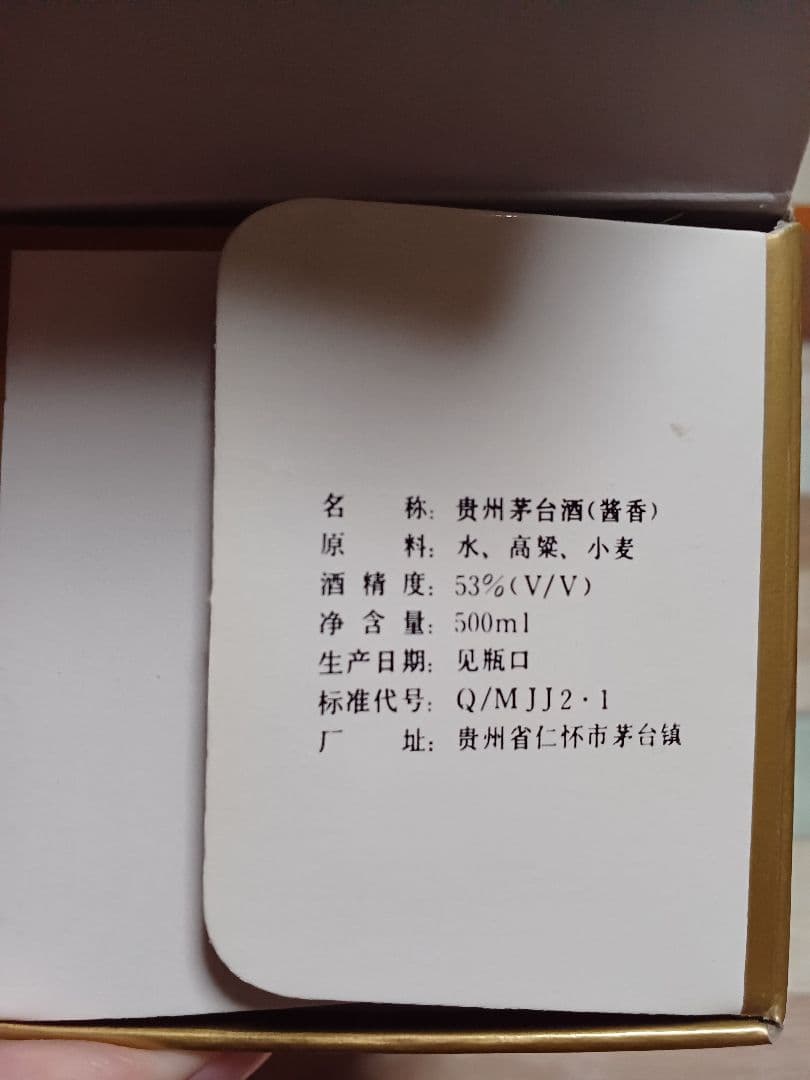 名称：贵州茅台酒(酱香)
原料：水、高粱、小麦
酒精度：53%(V/V)
净含量：500ml
生产日期：见瓶口
标准代号：Q/MJJ2·1
厂址：贵州省仁怀市茅台镇